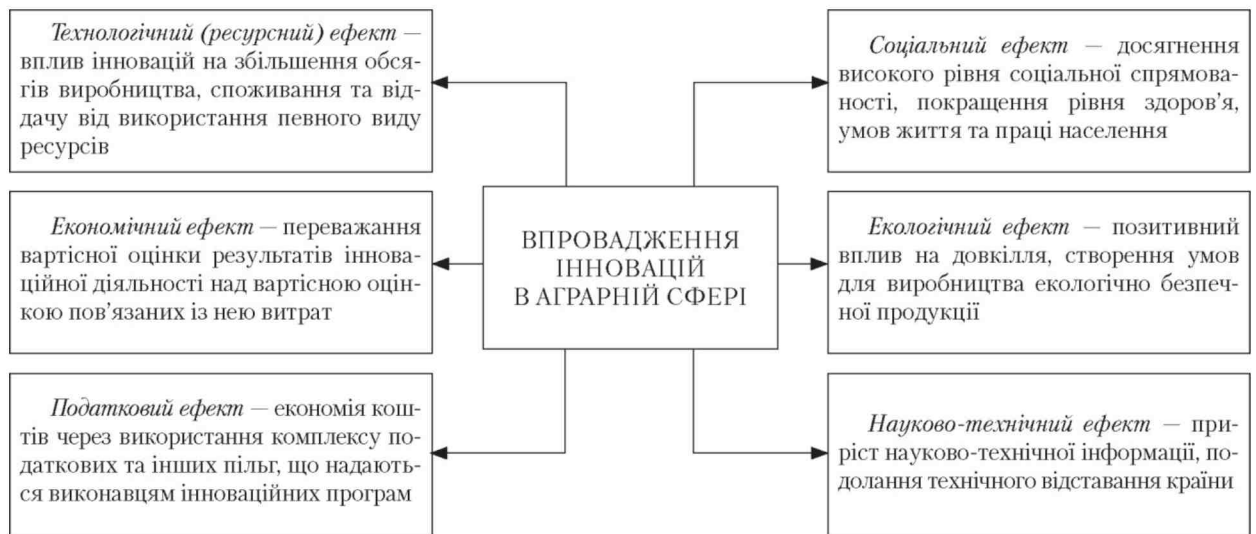 Технологічний (ресурсний) ефект —
вплив інновацій на збільшення обся-
гів виробництва, споживання та від-
дачу від використання певного виду
ресурсів
Економічний ефект — переважання
вартісної оцінки результатів іннова-
ційної діяльності над вартісною оцін-
кою пов’язаних із нею витрат
Податковий ефект — економія кош-
тів через використання комплексу по-
даткових та інших пільг, що надають-
ся виконавцям інноваційних програм
ВПРОВАДЖЕННЯ
ІННОВАЦІЙ
В АГРАРНІЙ СФЕРІ
Соціальний ефект — досягнення
високого рівня соціальної спрямова-
ності, покращення рівня здоров’я,
умов життя та праці населення
Екологічний ефект — позитивний
вплив на довкілля, створення умов
для виробництва екологічно безпеч-
ної продукції
Науково-технічний ефект — при-
ріст науково-технічної інформації, по-
долання технічного відставання країни